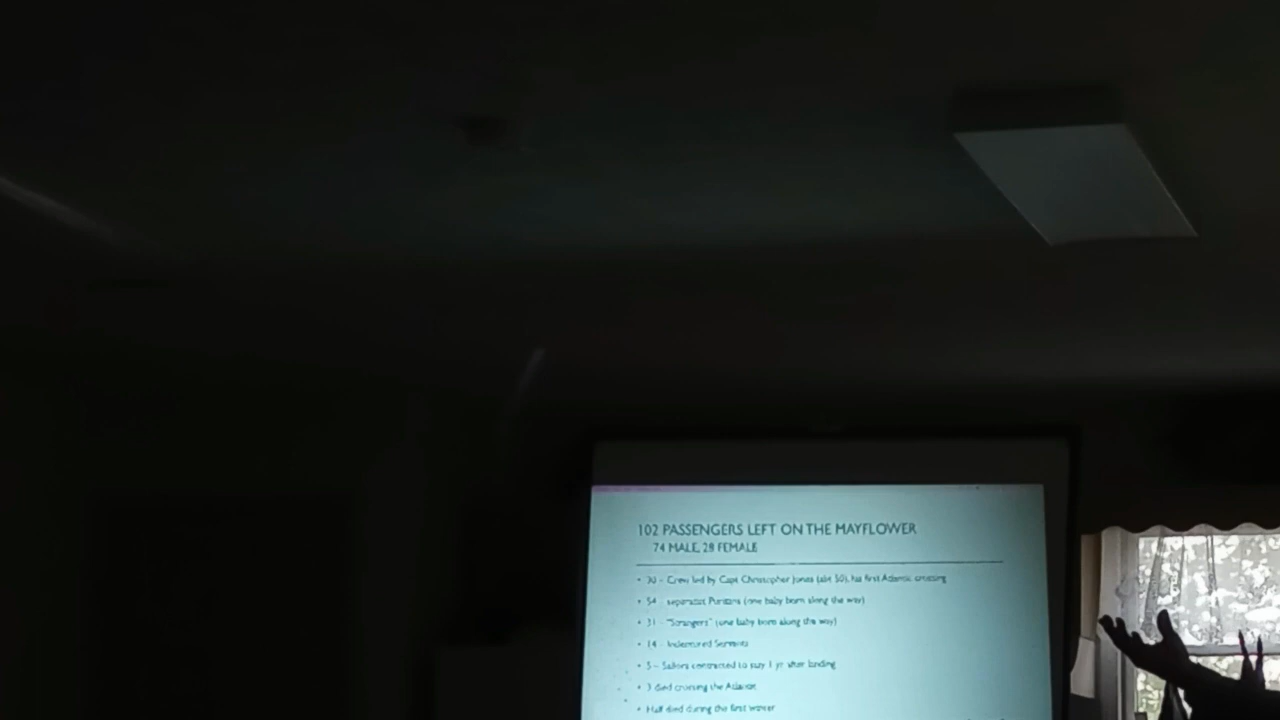 102 PASSENGERS LEFT ON THE MAYFLOWER
74 MALE, 28 FEMALE
• 30 - Crew led by Capt Christopher Jones (abt 50), his first Atlantic crossing
• 54 - separatist Puritans (one baby born along the way)
• 31 - "Strangers" (one baby born along the way)
• 14 - Indentured Servants
• 5 - Sailors contracted to stay 1 yr after landing
• 3 died crossing the Atlantic
• Half died during the first winter